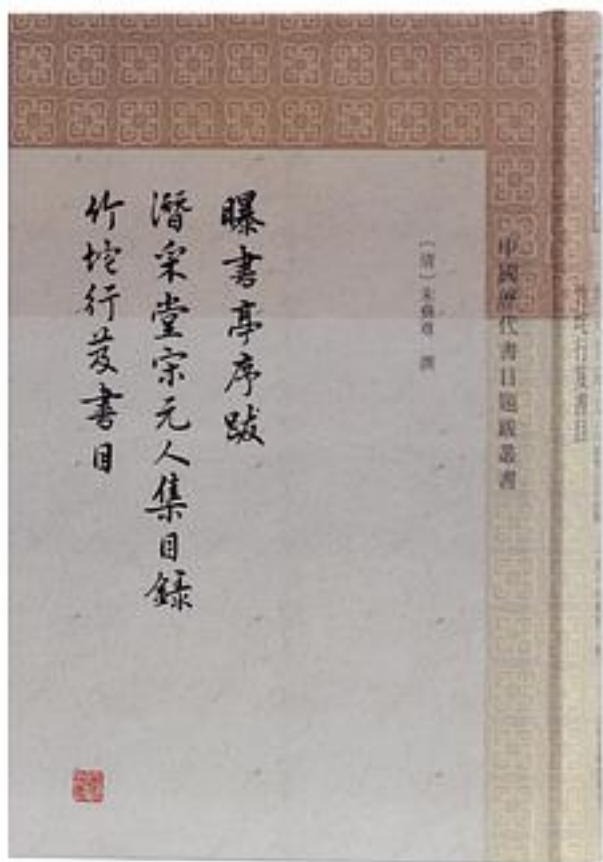 中國歷代書目題跋叢書
〔清〕朱彝尊 撰
曝書亭序跋
潛采堂宋元人集目錄
竹垞行笈書目
竹垞行笈書目